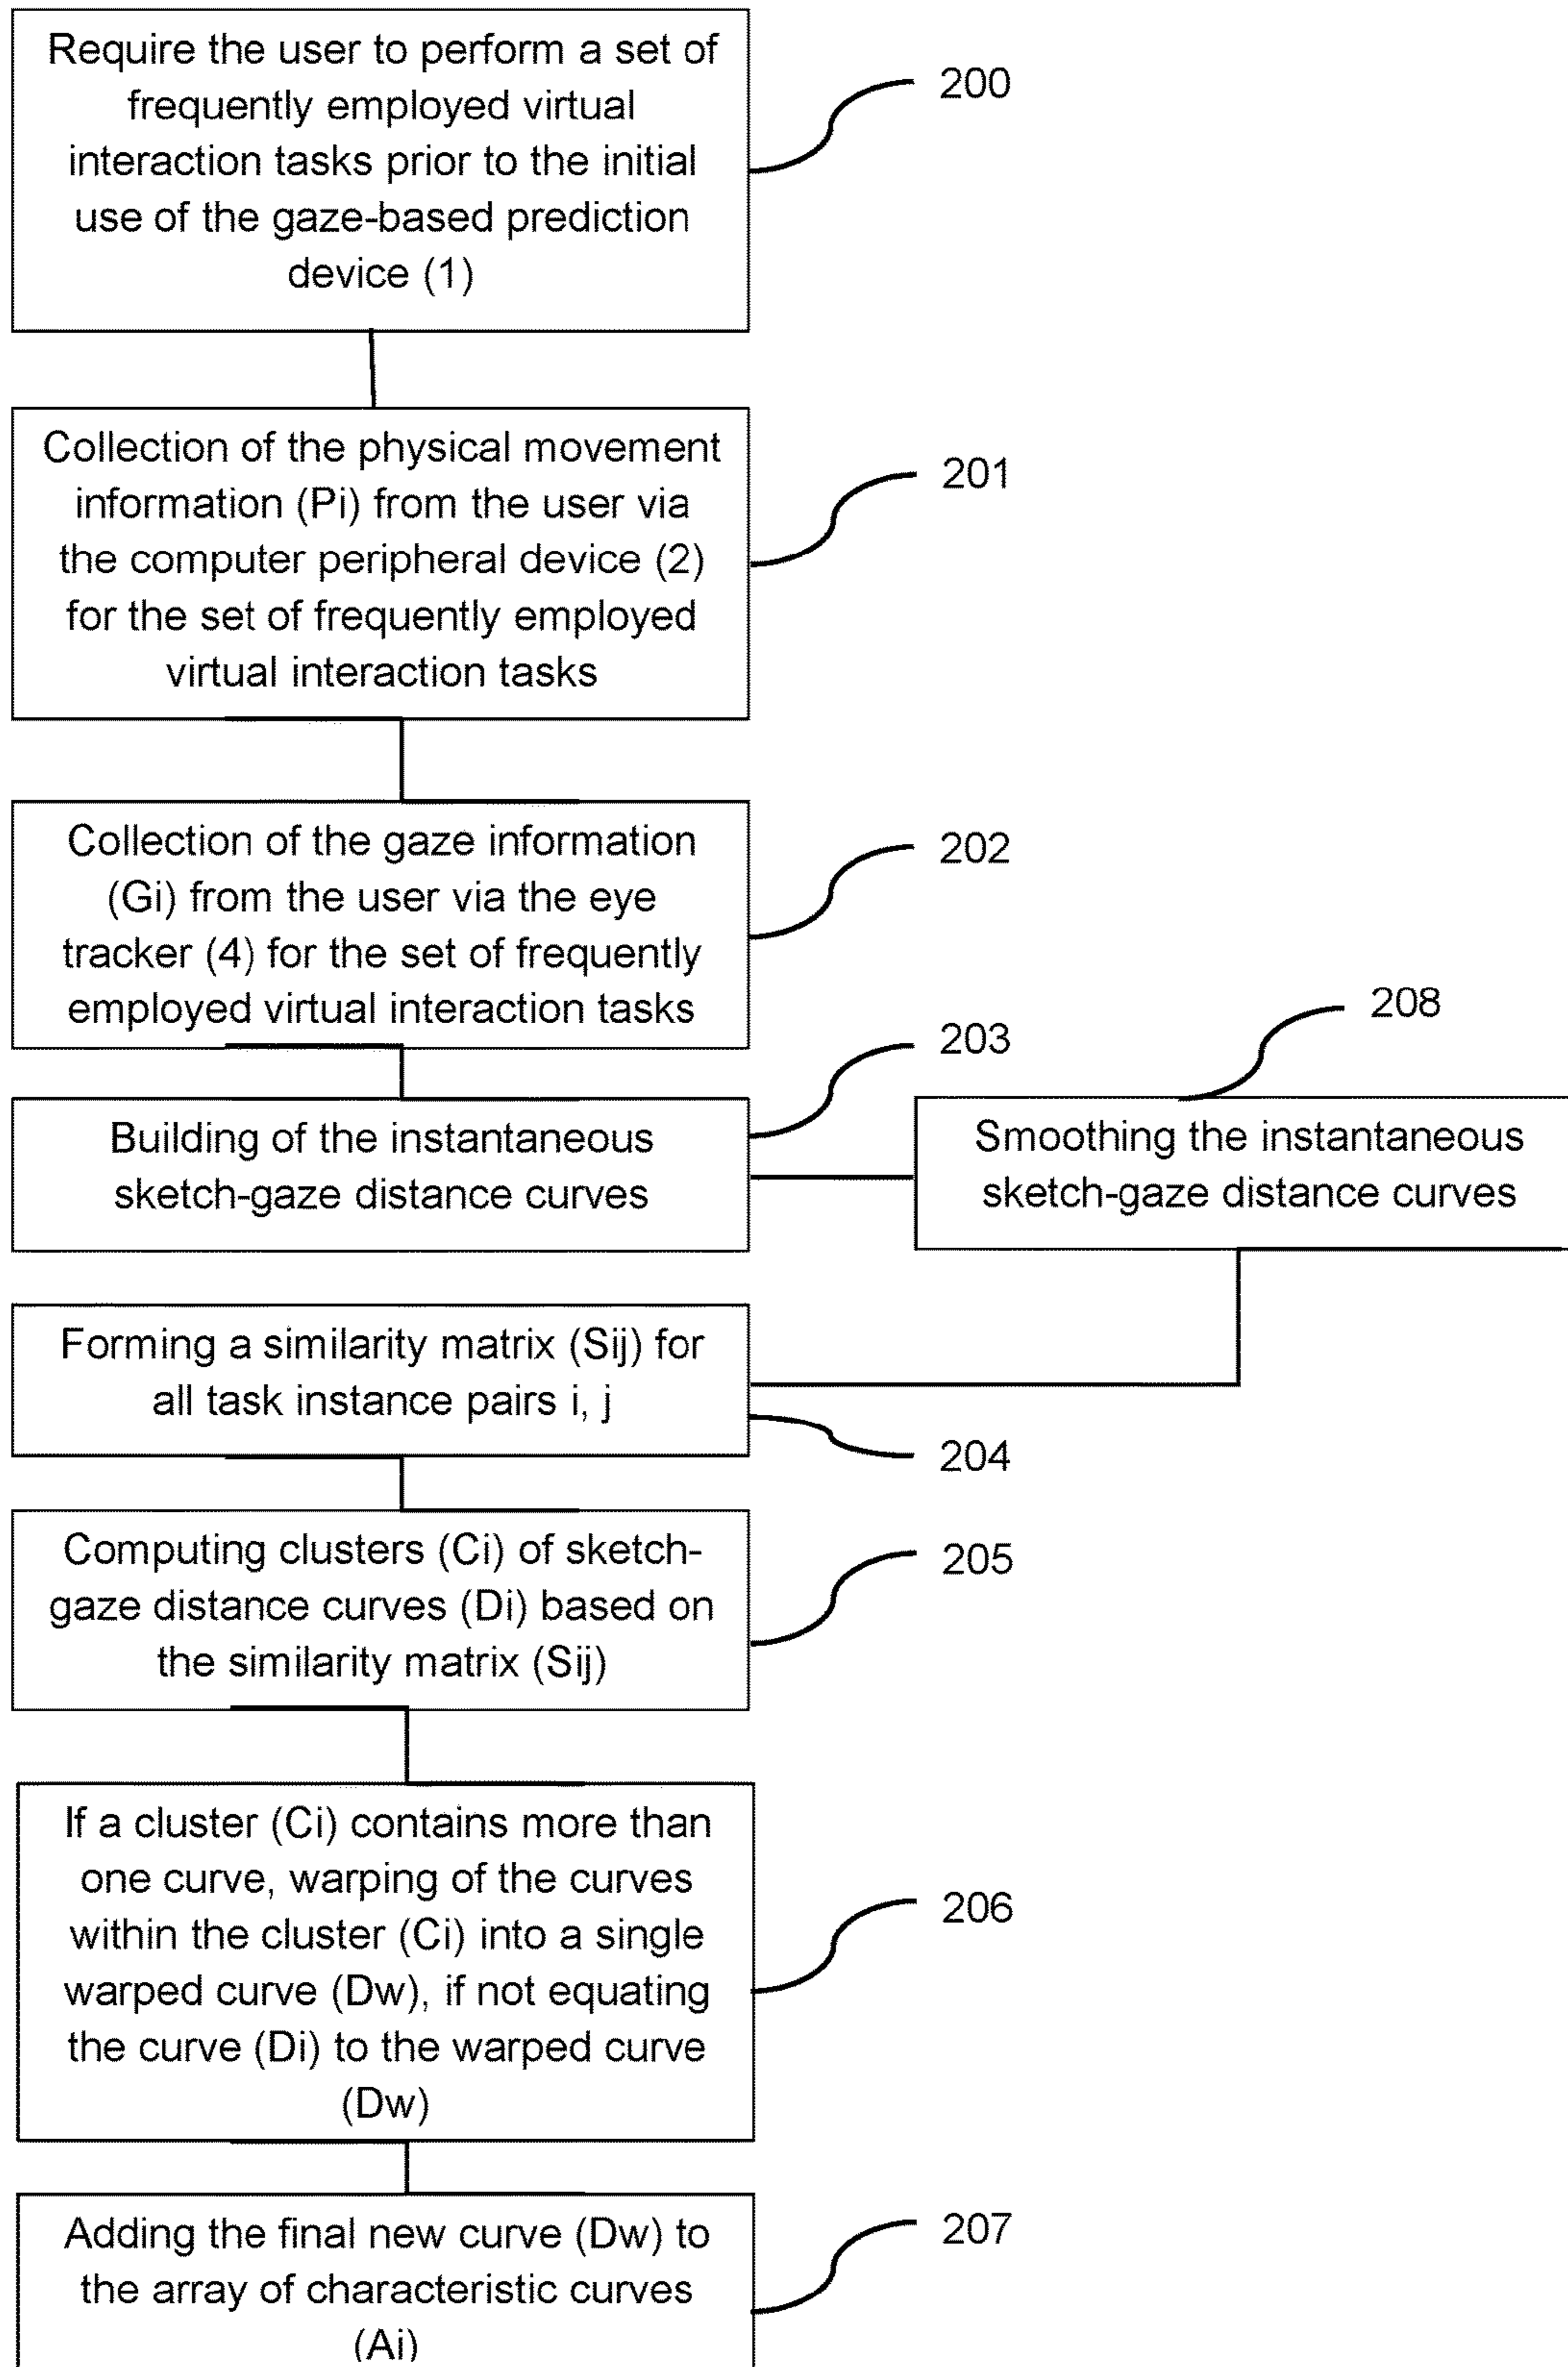 Require the user to perform a set of
frequently employed virtual
interaction tasks prior to the initial
use of the gaze-based prediction
device (1)
200
Collection of the physical movement
information (Pi) from the user via
the computer peripheral device (2)
for the set of frequently employed
virtual interaction tasks
201
Collection of the gaze information
(Gi) from the user via the eye
tracker (4) for the set of frequently
employed virtual interaction tasks
202
Building of the instantaneous
sketch-gaze distance curves
203
Smoothing the instantaneous
sketch-gaze distance curves
208
Forming a similarity matrix (Sij) for
all task instance pairs i, j
204
Computing clusters (Ci) of sketch-
gaze distance curves (Di) based on
the similarity matrix (Sij)
205
If a cluster (Ci) contains more than
one curve, warping of the curves
within the cluster (Ci) into a single
warped curve (Dw), if not equating
the curve (Di) to the warped curve
(Dw)
206
Adding the final new curve (Dw) to
the array of characteristic curves
(Ai)
207